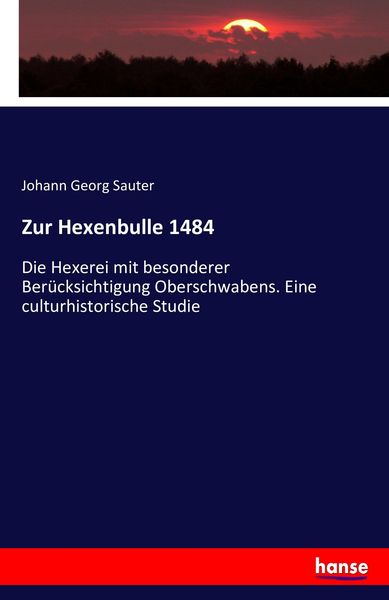 Johann Georg Sauter
Zur Hexenbulle 1484
Die Hexerei mit besonderer
Berücksichtigung Oberschwabens. Eine
culturhistorische Studie
hanse